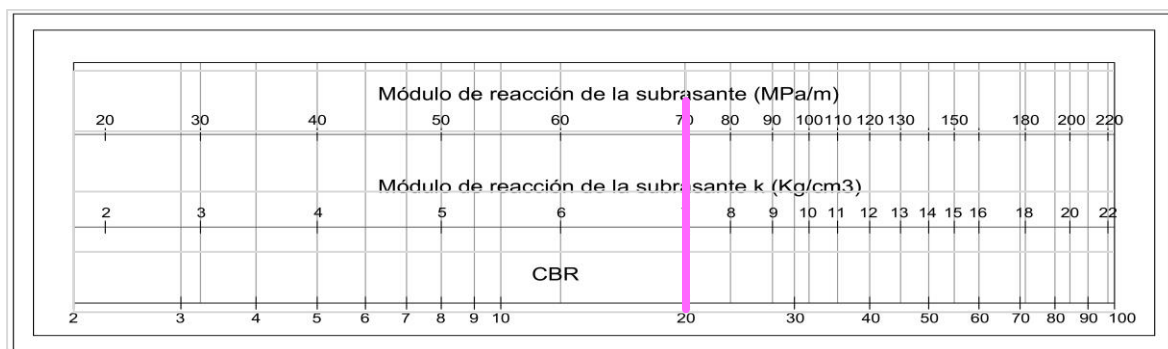 Módulo de reacción de la subrasante (MPa/m)
20 30 40 50 60 70 80 90 100 110 120 130 150 180 200 220
Módulo de reacción de la subrasante k (Kg/cm3)
2 3 4 5 6 8 9 10 11 12 13 14 15 16 18 20 22
CBR
2 3 4 5 6 7 8 9 10 20 30 40 50 60 70 80 90 100